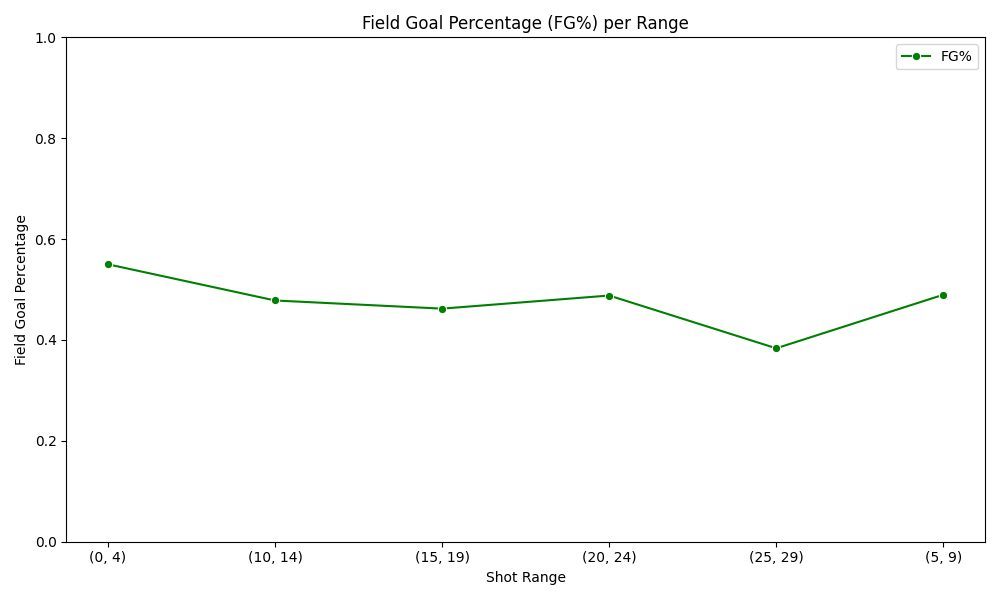 Field Goal Percentage (FG%) per Range
1.0
FG%
0.8
0.6
Field Goal Percentage
0.4
0.2
0.0
(0, 4) (10, 14) (15, 19) (20, 24) (25, 29) (5, 9)
Shot Range